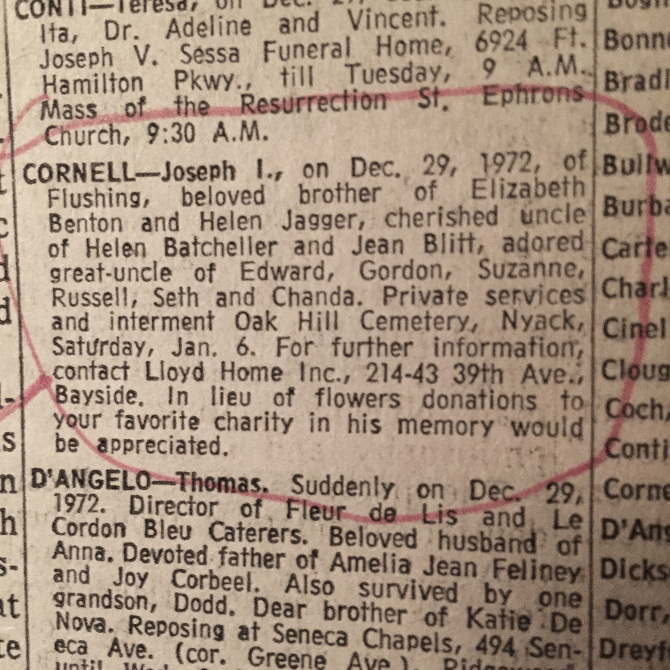 CONTI—Teresa, on Dec.
Ita, Dr. Adeline and Vincent. Reposing
Joseph V. Sessa Funeral Home, 6924 Ft.
Hamilton Pkwy., till Tuesday, 9 A.M.
Mass of the Resurrection St. Ephrons
Church, 9:30 A.M.
CORNELL—Joseph I., on Dec. 29, 1972, of
Flushing, beloved brother of Elizabeth
Benton and Helen Jagger, cherished uncle
of Helen Batcheller and Jean Blitt, adored
great-uncle of Edward, Gordon, Suzanne,
Russell, Seth and Chanda. Private services
and interment Oak Hill Cemetery, Nyack,
Saturday, Jan. 6. For further information,
contact Lloyd Home Inc., 214-43 39th Ave.,
Bayside. In lieu of flowers donations to
your favorite charity in his memory would
be appreciated.
D'ANGELO—Thomas. Suddenly on Dec. 29,
1972. Director of Fleur de Lis and Le
Cordon Bleu Caterers. Beloved husband of
Anna. Devoted father of Amelia Jean Feliney
and Joy Corbeel. Also survived by one
grandson, Dodd. Dear brother of Katie De
Nova. Reposing at Seneca Chapels, 494 Sen-
eca Ave. (cor. Greene Ave.),
until
Bonn
Bradl
Brode
Bullw
Burba
Carte
Charl
Cinel
Cloug
Coch,
Conti
Corne
D'Ans
Dicks
Dorr,
Dreyf